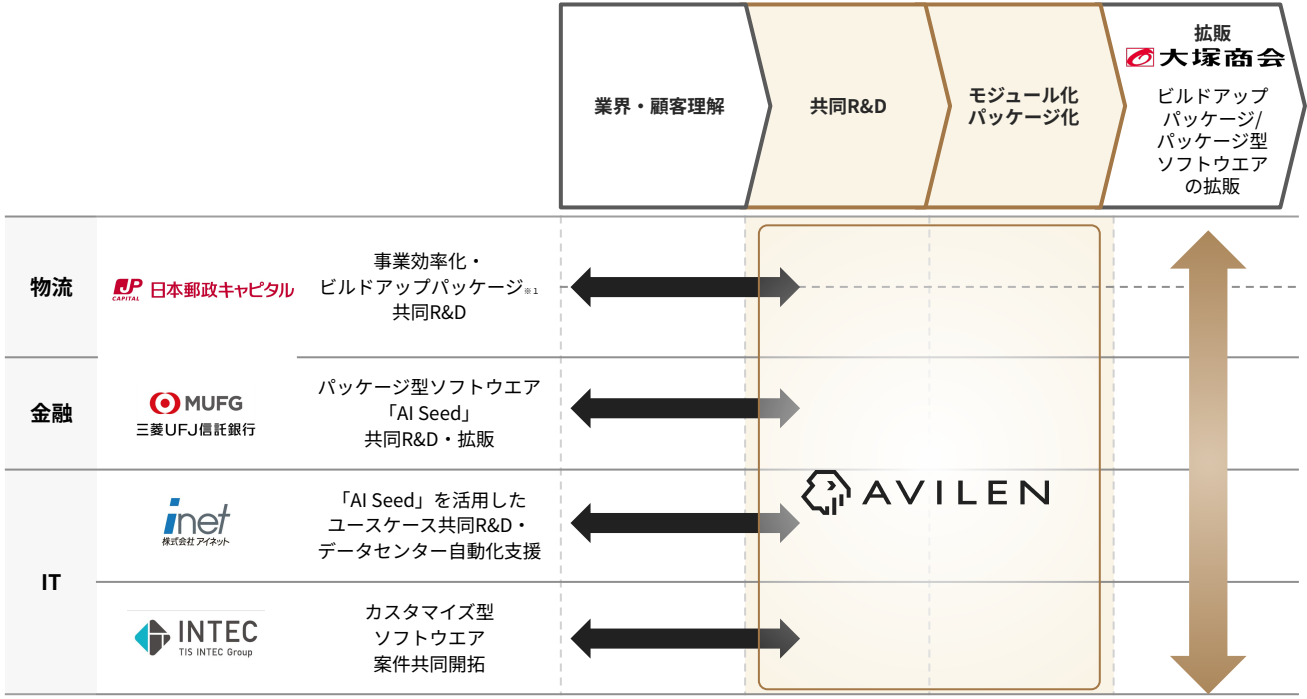 業界・顧客理解
共同R&D
モジュール化
パッケージ化
拡販
大塚商会
ビルドアップ
パッケージ/
パッケージ型
ソフトウエア
の拡販
物流
JP
CAPITAL
日本郵政キャピタル
事業効率化・
ビルドアップパッケージ※1
共同R&D
金融
MUFG
三菱UFJ信託銀行
パッケージ型ソフトウエア
「AI Seed」
共同R&D・拡販
IT
inet
株式会社 アイネット
「AI Seed」を活用した
ユースケース共同R&D・
データセンター自動化支援
INTEC
TIS INTEC Group
カスタマイズ型
ソフトウエア
案件共同開拓
AVILEN